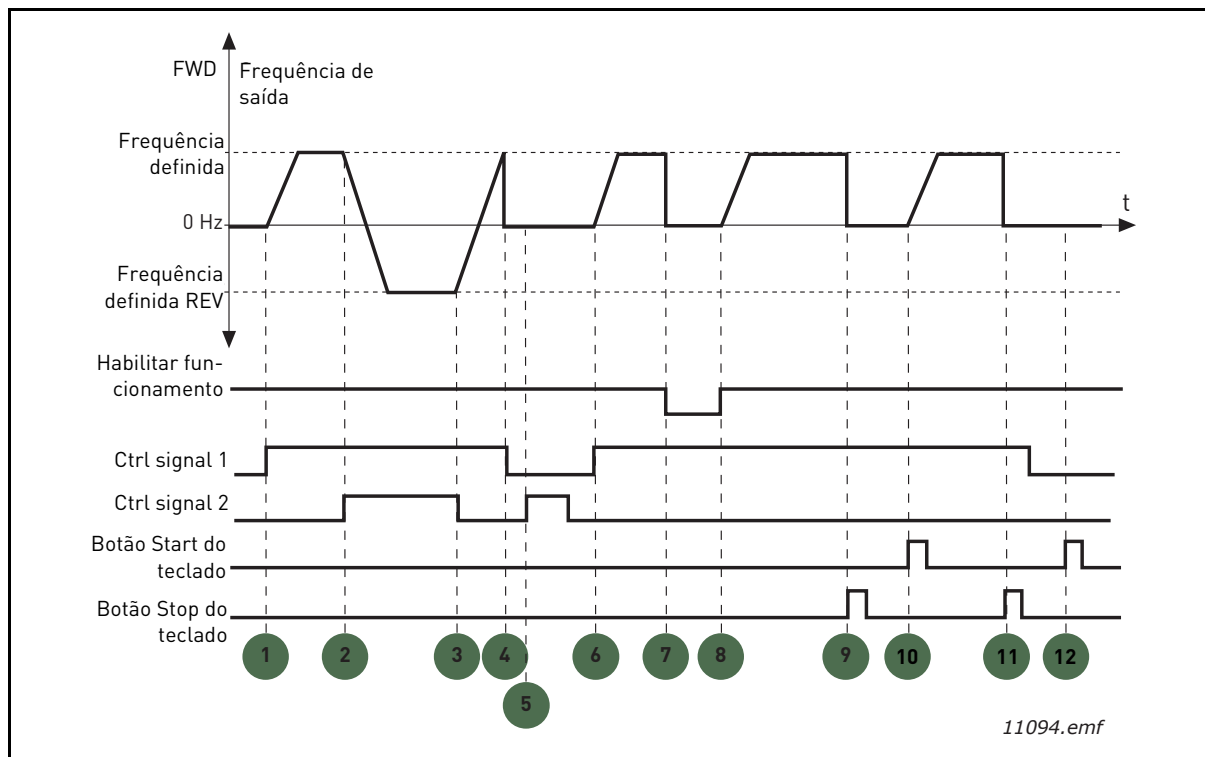 FWD
Frequência de
saída
Frequência
definida
t
0 Hz
Frequência
definida REV
Habilitar fun-
cionamento
Ctrl signal 1
Ctrl signal 2
Botão Start do
teclado
Botão Stop do
teclado
1 2 3 4 6 7 8 9 10 11 12
5
11094.emf